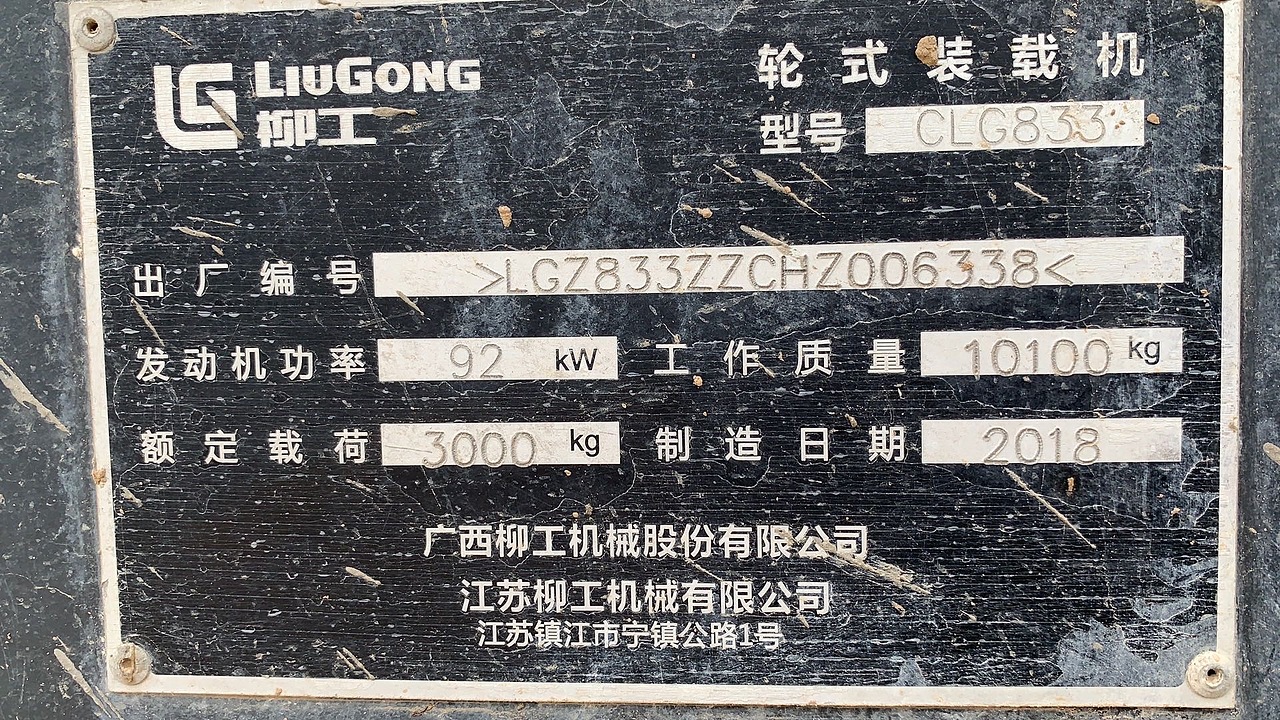 LG LIUGONG
柳工
轮式装载机
型号 CLG833
出厂编号 >LGZ833ZZCHZ006338<
发动机功率 92 kW 工作质量 10100 kg
额定载荷 3000 kg 制造日期 2018
广西柳工机械股份有限公司
江苏柳工机械有限公司
江苏镇江市宁镇公路1号